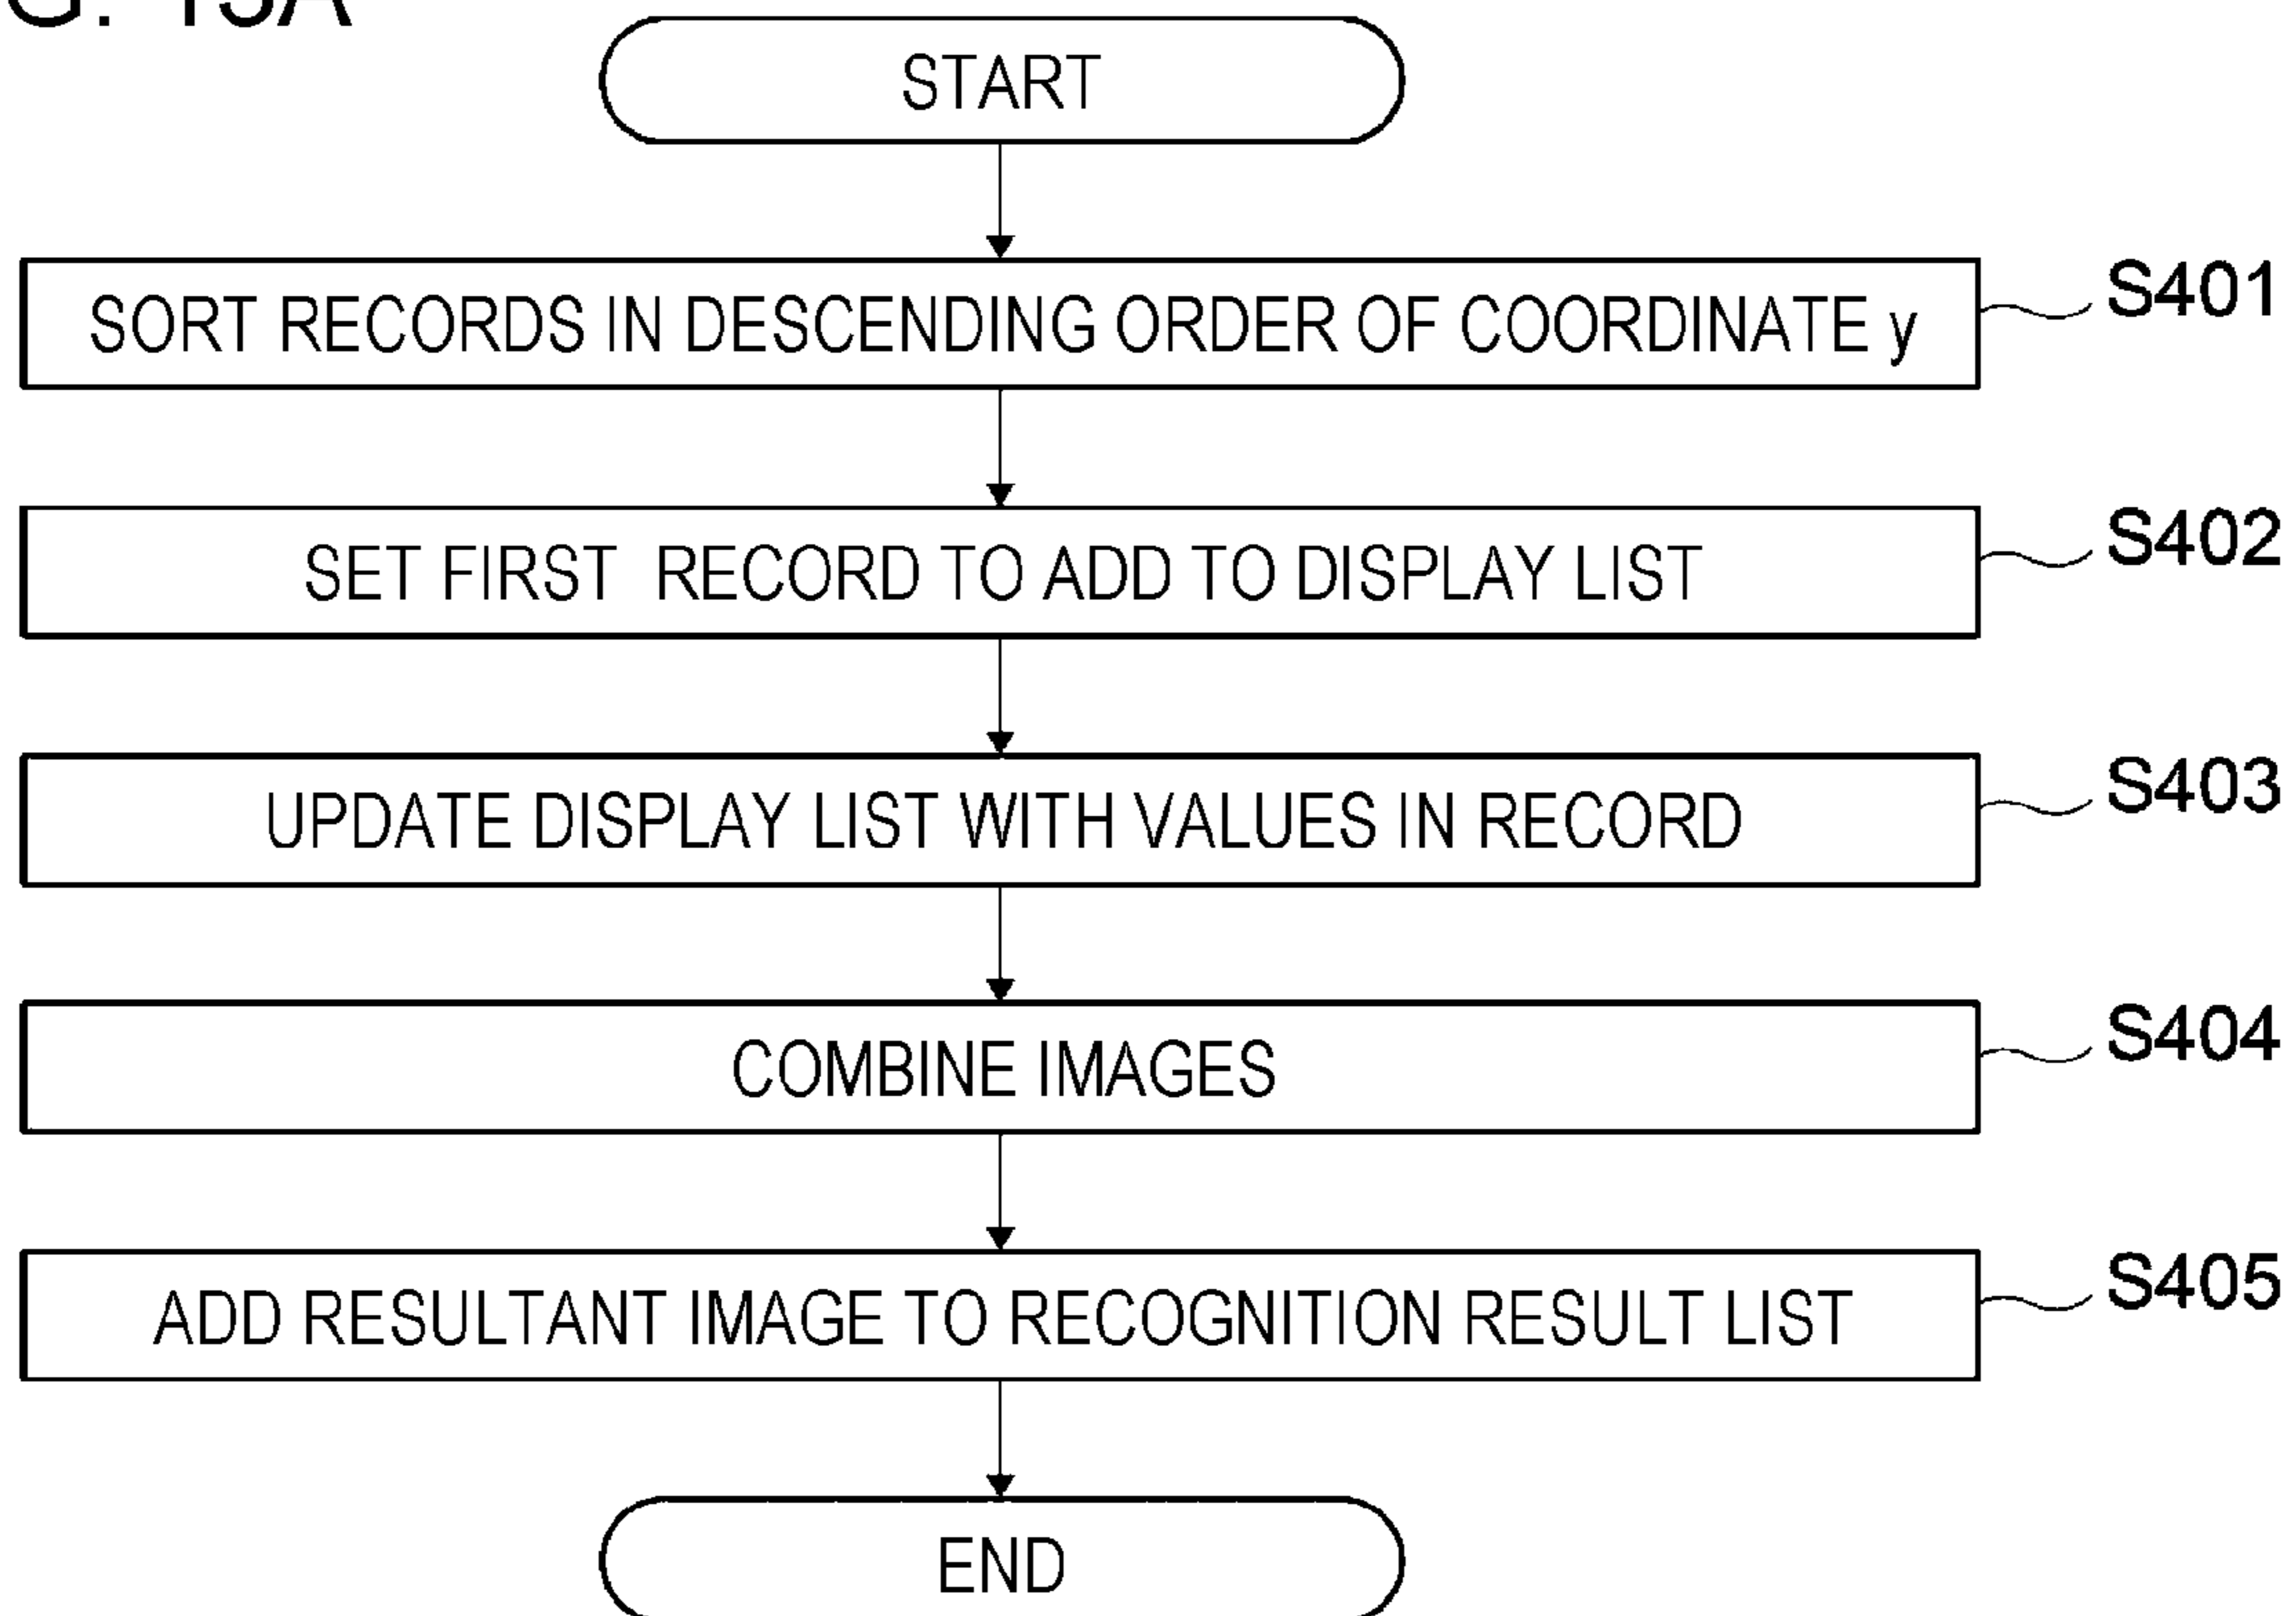 G. 13A
START
SORT RECORDS IN DESCENDING ORDER OF COORDINATE y
S401
SET FIRST RECORD TO ADD TO DISPLAY LIST
S402
UPDATE DISPLAY LIST WITH VALUES IN RECORD
S403
COMBINE IMAGES
S404
ADD RESULTANT IMAGE TO RECOGNITION RESULT LIST
S405
END